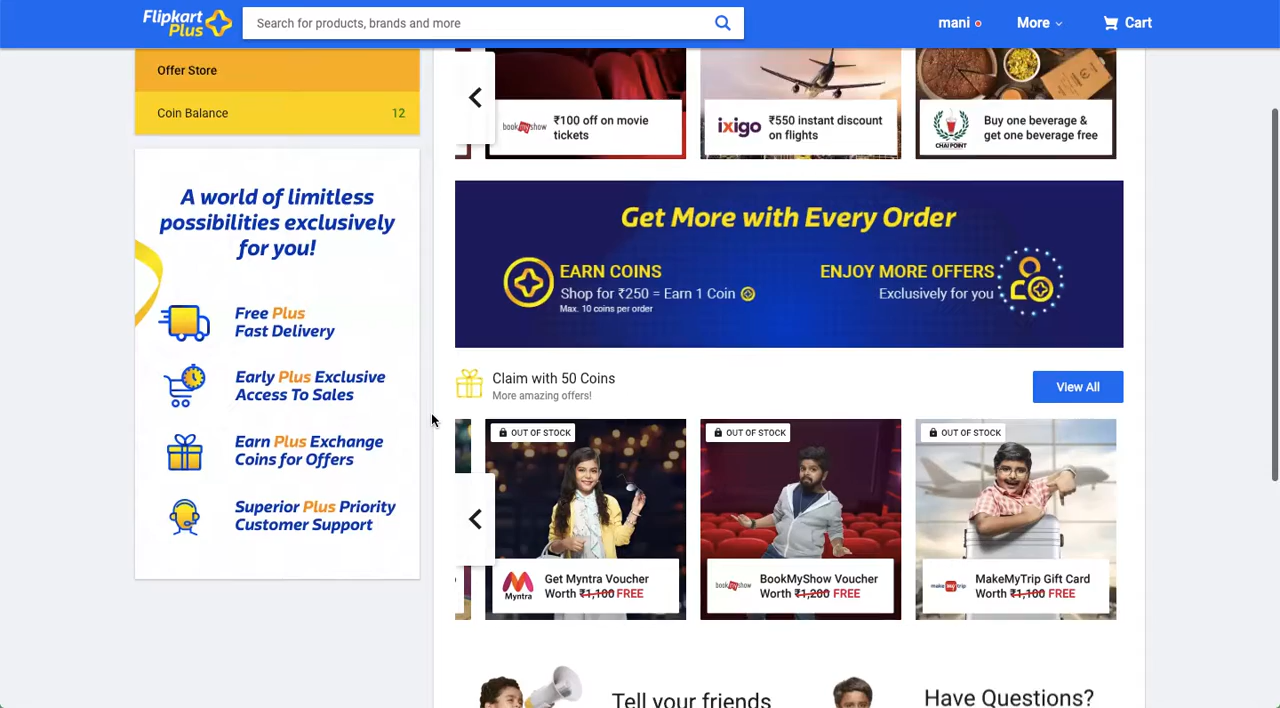 Flipkart
Plus
Search for products, brands and more
mani
More
Cart
Offer Store
Coin Balance
12
A world of limitless
possibilities exclusively
for you!
Free Plus
Fast Delivery
Early Plus Exclusive
Access To Sales
Earn Plus Exchange
Coins for Offers
Superior Plus Priority
Customer Support
bookmyshow
₹100 off on movie
tickets
ixigo
₹550 instant discount
on flights
CHAI POINT
Buy one beverage &
get one beverage free
Get More with Every Order
EARN COINS
Shop for ₹250 = Earn 1 Coin
Max. 10 coins per order
ENJOY MORE OFFERS
Exclusively for you
Claim with 50 Coins
More amazing offers!
View All
OUT OF STOCK
Myntra
Get Myntra Voucher
Worth ₹1,100 FREE
OUT OF STOCK
bookmyshow
BookMyShow Voucher
Worth ₹1,200 FREE
OUT OF STOCK
make my trip
MakeMyTrip Gift Card
Worth ₹1,100 FREE
Tell your friends
Have Questions?